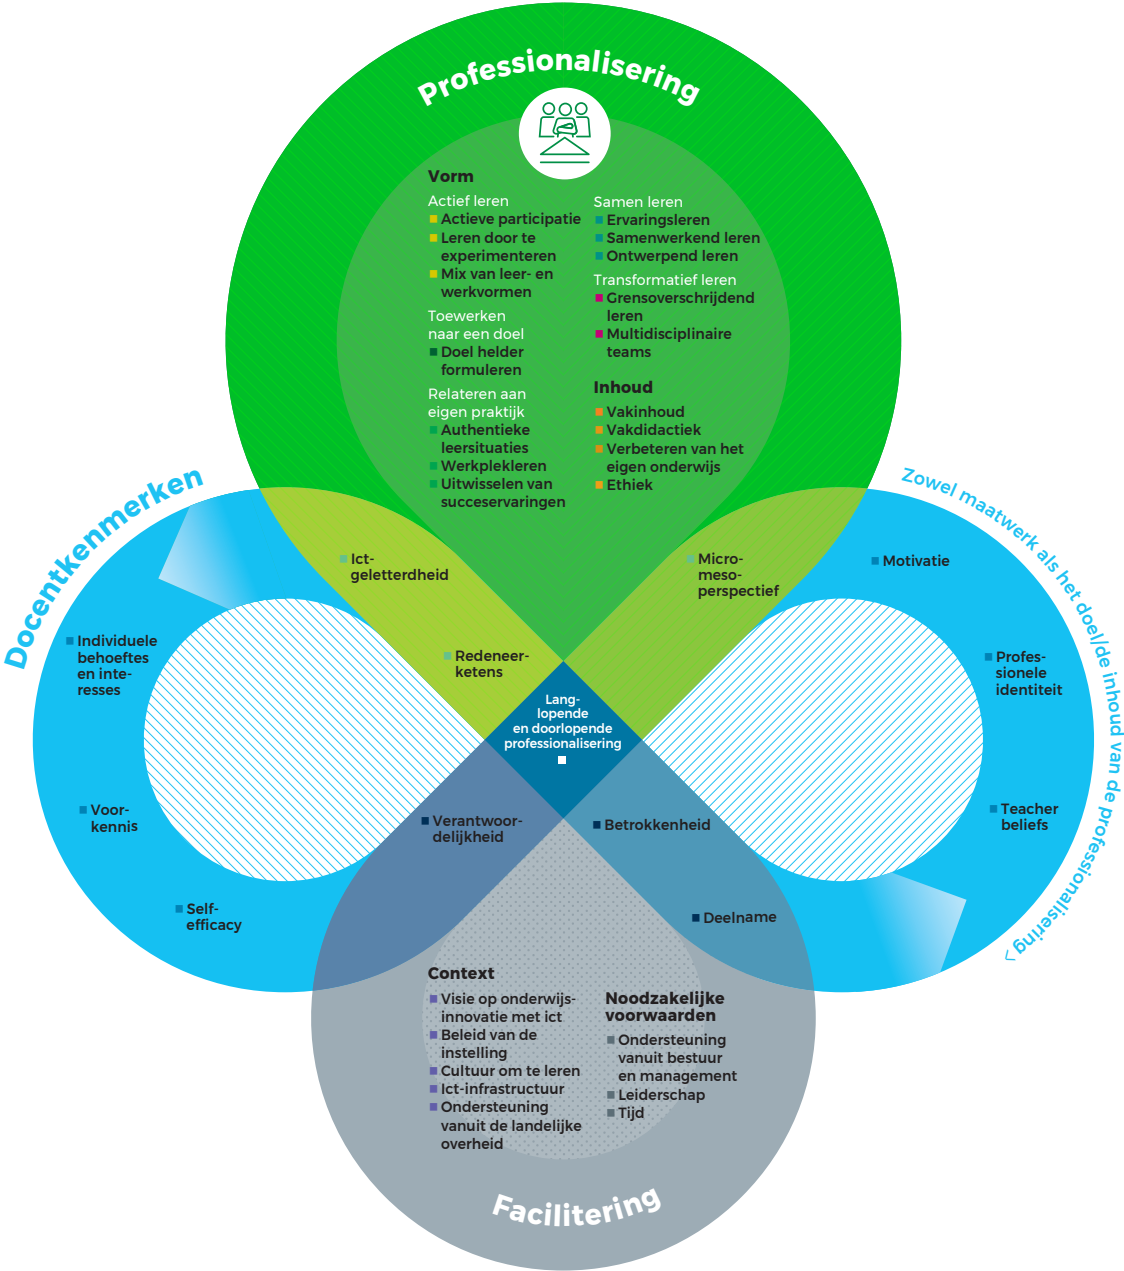 Professionalisering
Vorm
Actief leren
Actieve participatie
Leren door te
experimenteren
Mix van leer- en
werkvormen
Toewerken
naar een doel
Doel helder
formuleren
Relateren aan
eigen praktijk
Authentieke
leersituaties
Werkplekleren
Uitwisselen van
succeservaringen
Samen leren
Ervaringsleren
Samenwerkend leren
Ontwerpend leren
Transformatief leren
Grensoverschrijdend
leren
Multidisciplinaire
teams
Inhoud
Vakinhoud
Vakdidactiek
Verbeteren van het
eigen onderwijs
Ethiek
Docentkenmerken
Zowel maatwerk als het doel/de inhoud van de professionalisering >
Ict-
geletterdheid
Redeneer-
ketens
Micro-
meso-
perspectief
Motivatie
Individuele
behoeftes
en inte-
resses
Profes-
sionele
identiteit
Lang-
lopende
en doorlopende
professionalisering
Voor-
kennis
Teacher
beliefs
Verantwoor-
delijkheid
Betrokkenheid
Self-
efficacy
Deelname
Context
Visie op onderwijs-
innovatie met ict
Beleid van de
instelling
Cultuur om te leren
Ict-infrastructuur
Ondersteuning
vanuit de landelijke
overheid
Noodzakelijke
voorwaarden
Ondersteuning
vanuit bestuur
en management
Leiderschap
Tijd
Facilitering